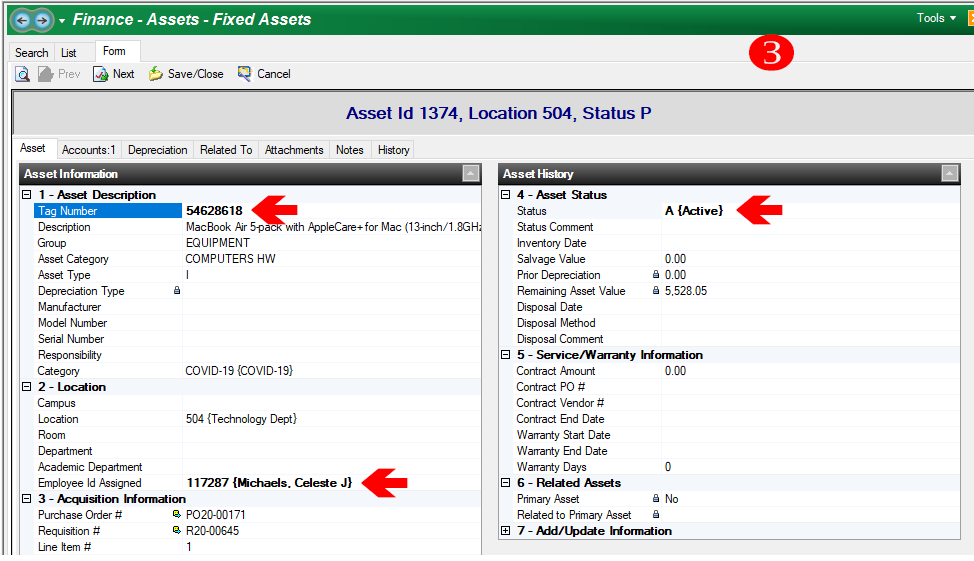 Finance - Assets - Fixed Assets
Tools
3
Search List Form
Prev Next Save/Close Cancel
Asset Id 1374, Location 504, Status P
Asset Accounts:1 Depreciation Related To Attachments Notes History
Asset Information
1 - Asset Description
Tag Number 54628618
Description MacBook Air 5-pack with AppleCare+ for Mac (13-inch/1.8GHz
Group EQUIPMENT
Asset Category COMPUTERS HW
Asset Type I
Depreciation Type
Manufacturer
Model Number
Serial Number
Responsibility
Category COVID-19 {COVID-19}
2 - Location
Campus
Location 504 {Technology Dept}
Room
Department
Academic Department
Employee Id Assigned 117287 {Michaels, Celeste J}
3 - Acquisition Information
Purchase Order # PO20-00171
Requisition # R20-00645
Line Item # 1
Asset History
4 - Asset Status
Status A {Active}
Status Comment
Inventory Date
Salvage Value 0.00
Prior Depreciation 0.00
Remaining Asset Value 5,528.05
Disposal Date
Disposal Method
Disposal Comment
5 - Service/Warranty Information
Contract Amount 0.00
Contract PO #
Contract Vendor #
Contract End Date
Warranty Start Date
Warranty End Date
Warranty Days 0
6 - Related Assets
Primary Asset No
Related to Primary Asset
7 - Add/Update Information